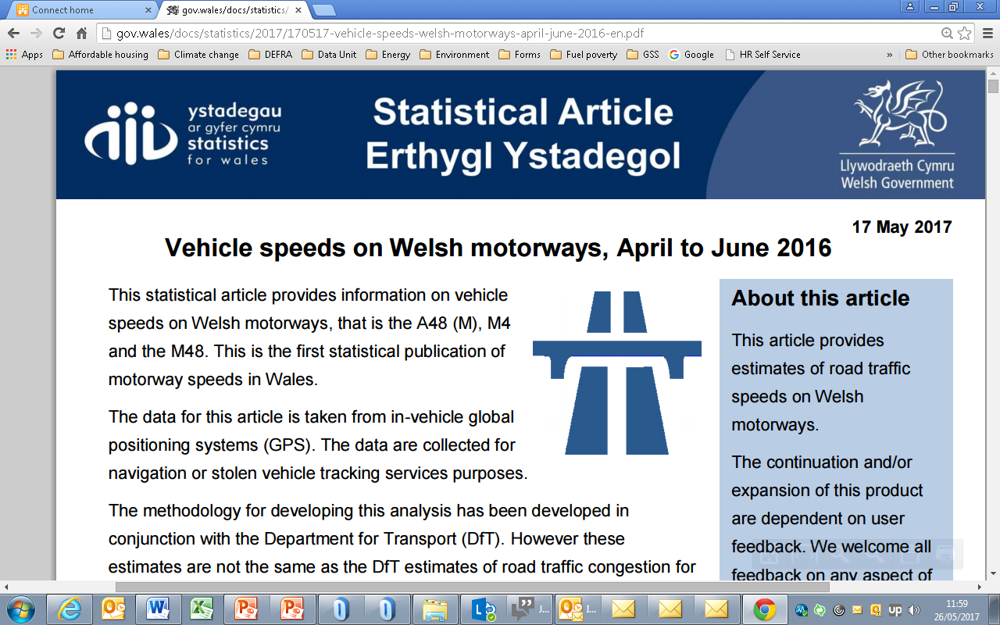 Connect home
gov.wales/docs/statistics/
gov.wales/docs/statistics/2017/170517-vehicle-speeds-welsh-motorways-april-june-2016-en.pdf
Apps Affordable housing Climate change DEFRA Data Unit Energy Environment Forms Fuel poverty GSS Google HR Self Service » Other bookmarks
ystadegau
ar gyfer cymru
statistics
for wales
Statistical Article
Erthygl Ystadegol
Llywodraeth Cymru
Welsh Government
17 May 2017
Vehicle speeds on Welsh motorways, April to June 2016
This statistical article provides information on vehicle
speeds on Welsh motorways, that is the A48 (M), M4
and the M48. This is the first statistical publication of
motorway speeds in Wales.
The data for this article is taken from in-vehicle global
positioning systems (GPS). The data are collected for
navigation or stolen vehicle tracking services purposes.
The methodology for developing this analysis has been developed in
conjunction with the Department for Transport (DfT). However these
estimates are not the same as the DfT estimates of road traffic congestion for
About this article
This article provides
estimates of road traffic
speeds on Welsh
motorways.
The continuation and/or
expansion of this product
are dependent on user
feedback. We welcome all
feedback on any aspect of
J...
I...
up
11:59
26/05/2017